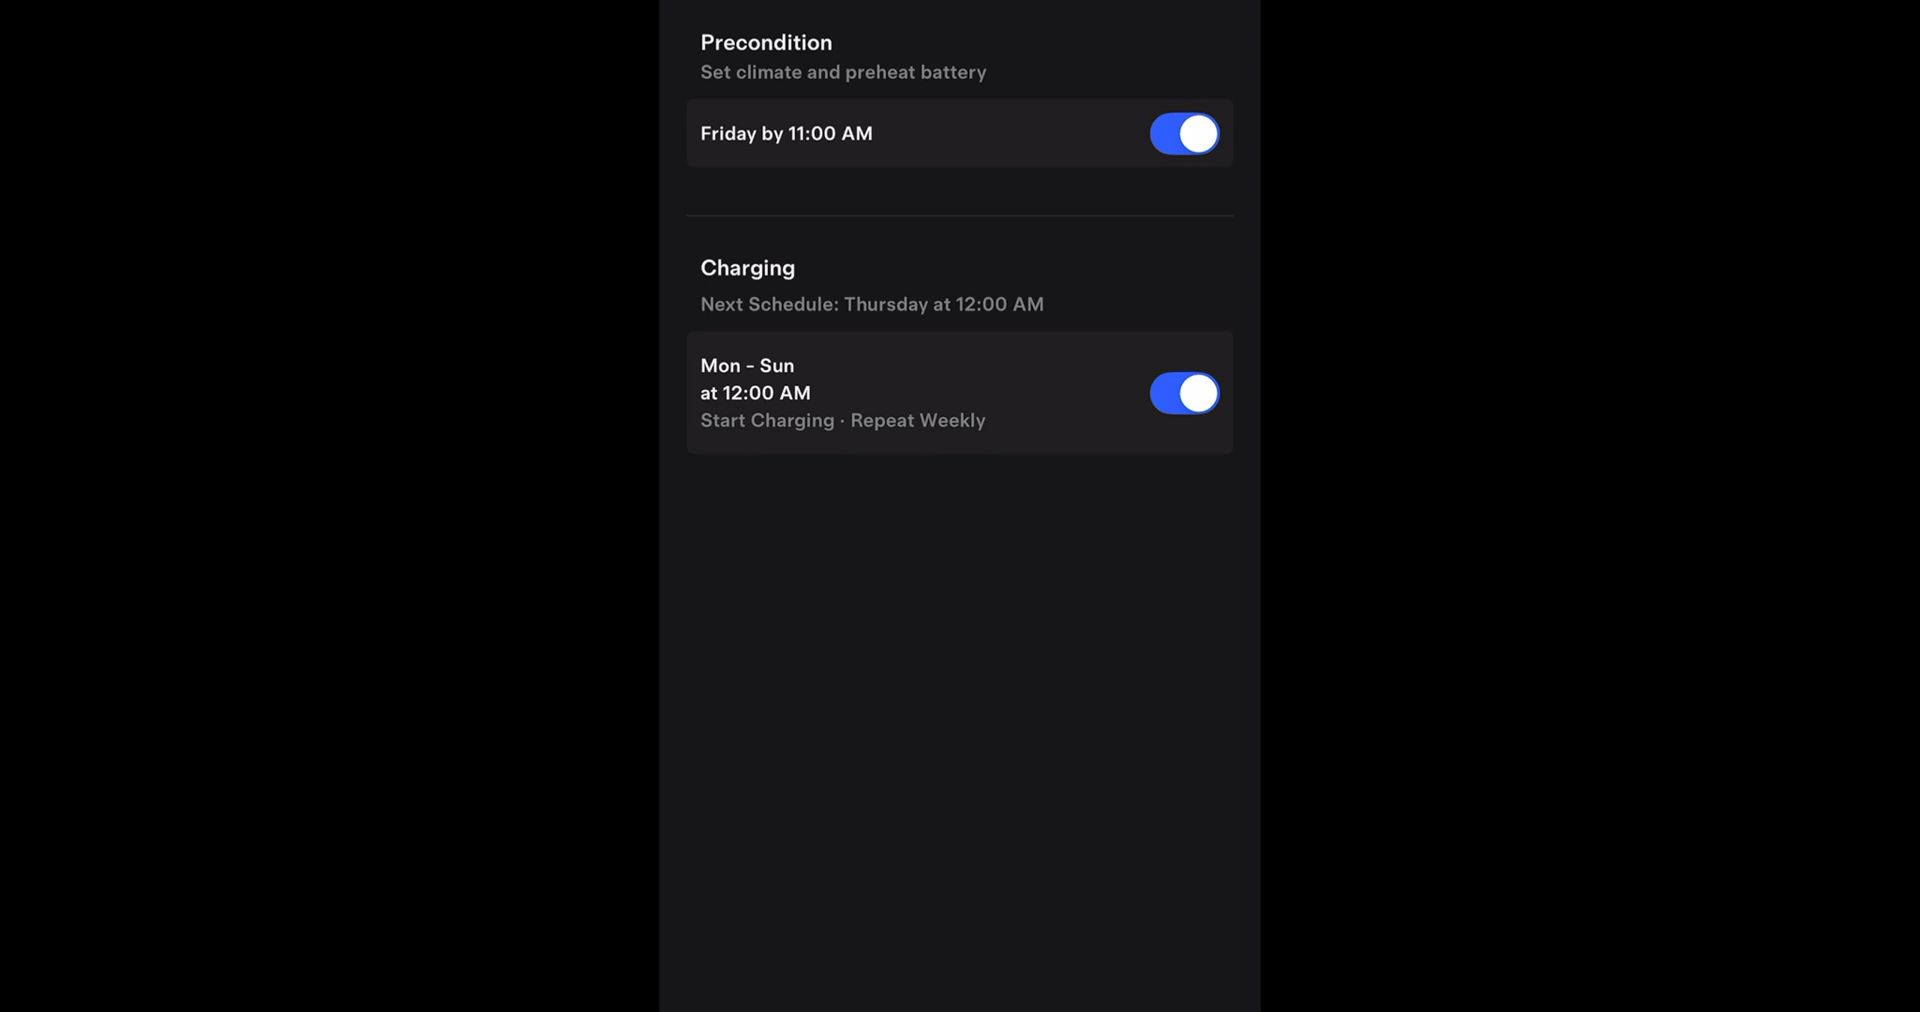 Precondition
Set climate and preheat battery
Friday by 11:00 AM
Charging
Next Schedule: Thursday at 12:00 AM
Mon - Sun
at 12:00 AM
Start Charging · Repeat Weekly